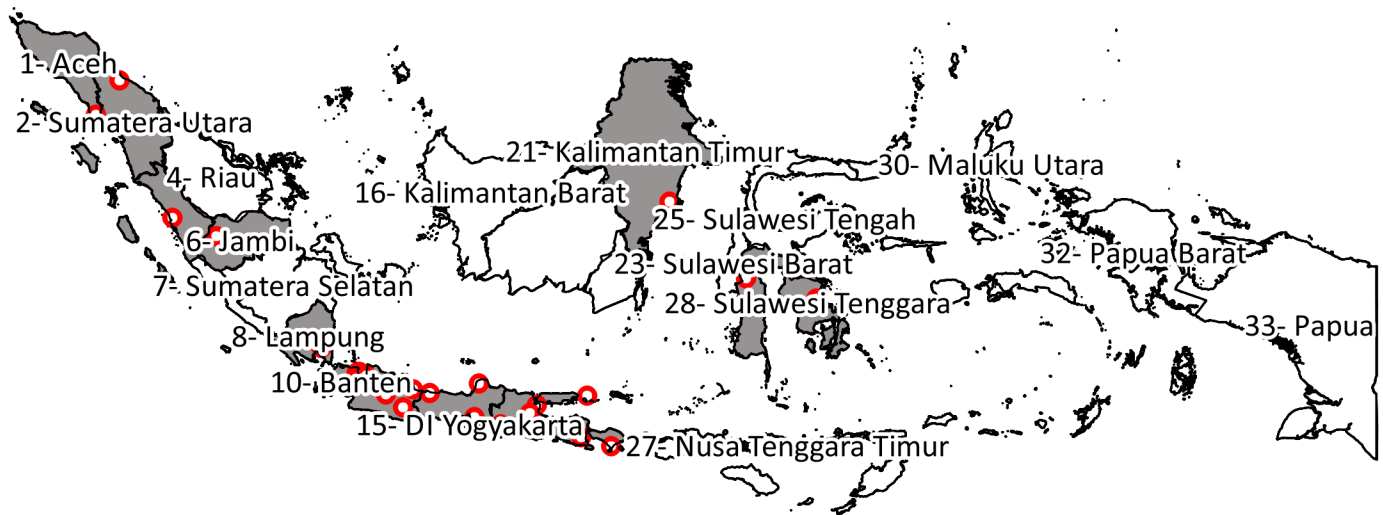 1- Aceh
2- Sumatera Utara
21- Kalimantan Timur
30- Maluku Utara
4- Riau
16- Kalimantan Barat
25- Sulawesi Tengah
6- Jambi
32- Papua Barat
23- Sulawesi Barat
7- Sumatera Selatan
28- Sulawesi Tenggara
33- Papua
8- Lampung
10- Banten
15- DI Yogyakarta
27- Nusa Tenggara Timur